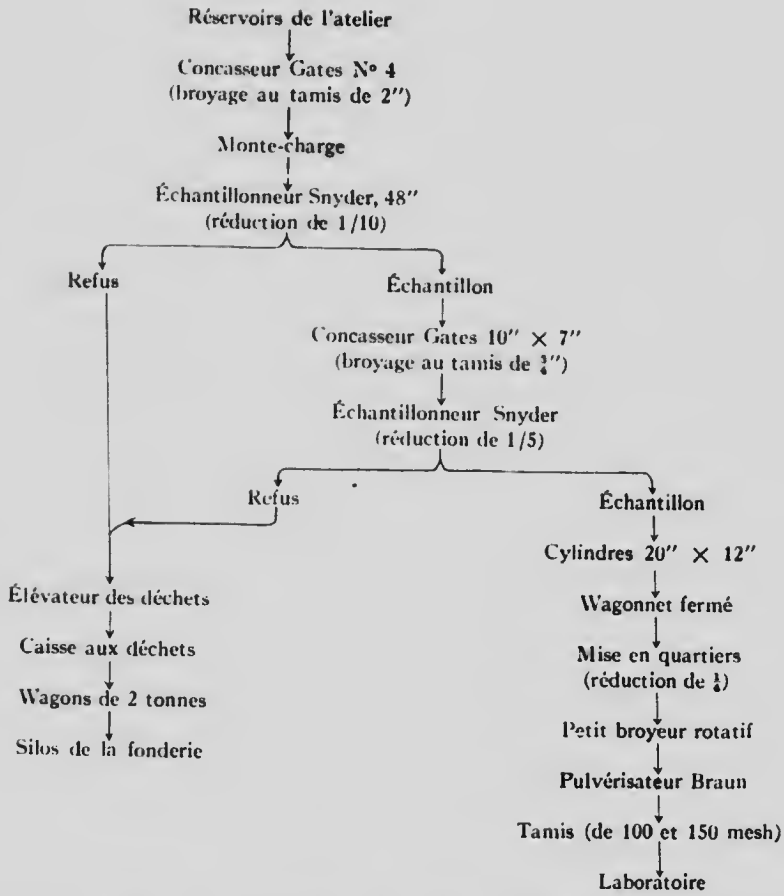 Réservoirs de l'atelier
Concasseur Gates N° 4
(broyage au tamis de 2″)
Monte-charge
Échantillonneur Snyder, 48″
(réduction de 1/10)
Refus
Échantillon
Concasseur Gates 10″ × 7″
(broyage au tamis de ¾″)
Échantillonneur Snyder
(réduction de 1/5)
Refus
Échantillon
Cylindres 20″ × 12″
Élévateur des déchets
Wagonnet fermé
Caisse aux déchets
Mise en quartiers
(réduction de ¼)
Wagons de 2 tonnes
Petit broyeur rotatif
Silos de la fonderie
Pulvérisateur Braun
Tamis (de 100 et 150 mesh)
Laboratoire